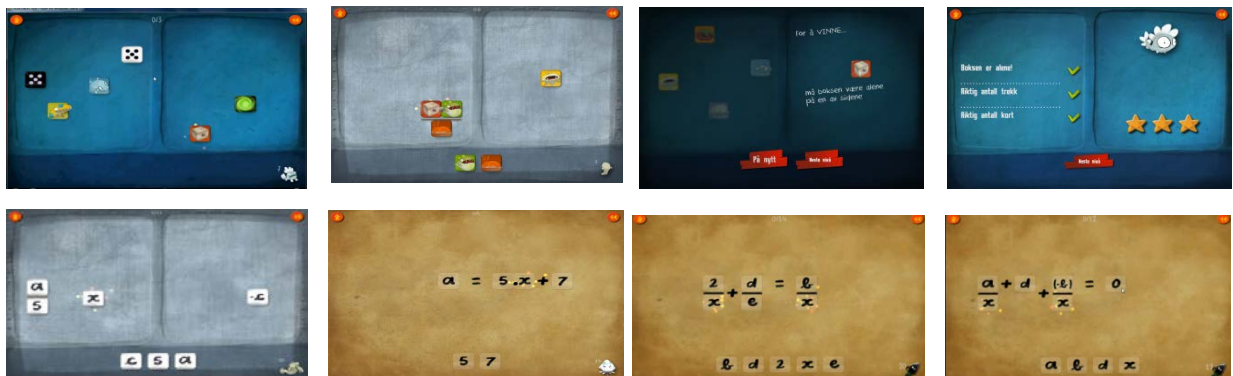 For å VINNE...
må boksen være alene
på en av sidene
På nytt
Neste nivå
Boksen er alene!
Riktig antall trekk
Riktig antall kort
Neste nivå
a
5
x
-c
c 5 a
a = 5 . x + 7
5 7
2 d b
+ =
x e x
b d 2 x e
a (-b)
+ d + = 0
x x
a b d x